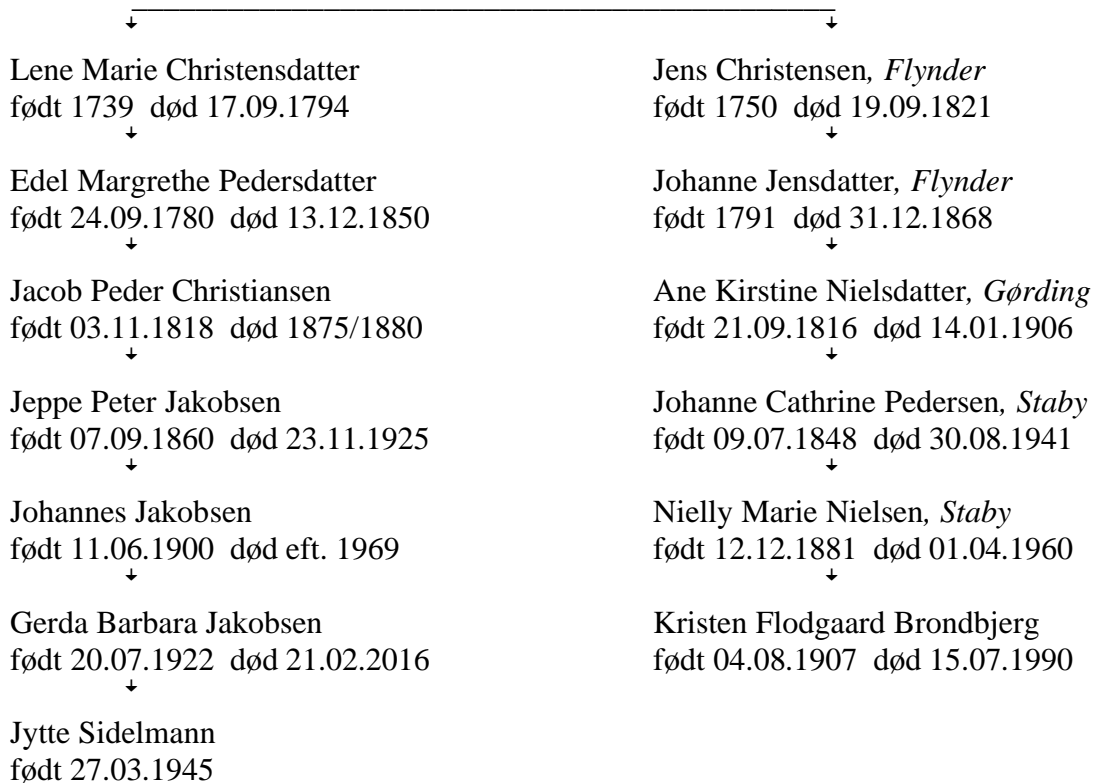 Lene Marie Christensdatter
født 1739 død 17.09.1794
Edel Margrethe Pedersdatter
født 24.09.1780 død 13.12.1850
Jacob Peder Christiansen
født 03.11.1818 død 1875/1880
Jeppe Peter Jakobsen
født 07.09.1860 død 23.11.1925
Johannes Jakobsen
født 11.06.1900 død eft. 1969
Gerda Barbara Jakobsen
født 20.07.1922 død 21.02.2016
Jytte Sidelmann
født 27.03.1945
Jens Christensen, Flynder
født 1750 død 19.09.1821
Johanne Jensdatter, Flynder
født 1791 død 31.12.1868
Ane Kirstine Nielsdatter, Gørding
født 21.09.1816 død 14.01.1906
Johanne Cathrine Pedersen, Staby
født 09.07.1848 død 30.08.1941
Nielly Marie Nielsen, Staby
født 12.12.1881 død 01.04.1960
Kristen Flodgaard Brondbjerg
født 04.08.1907 død 15.07.1990